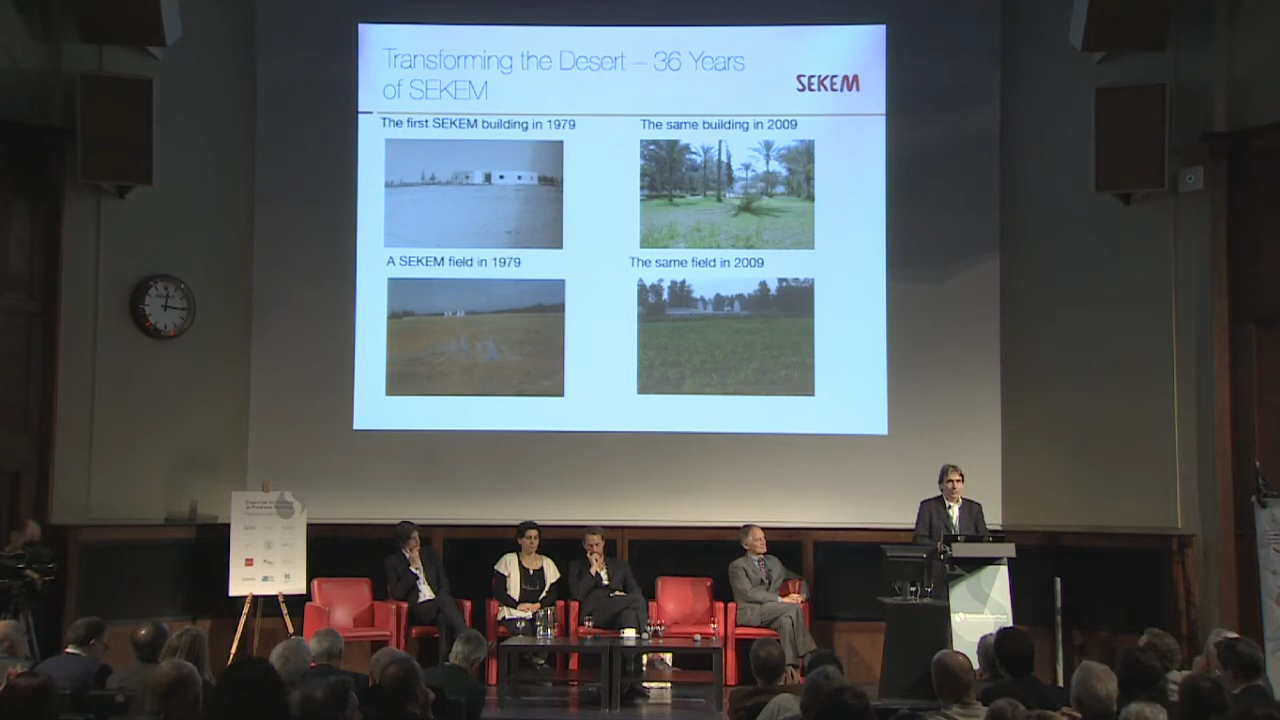 Transforming the Desert – 36 Years
of SEKEM
SEKEM
The first SEKEM building in 1979
The same building in 2009
A SEKEM field in 1979
The same field in 2009